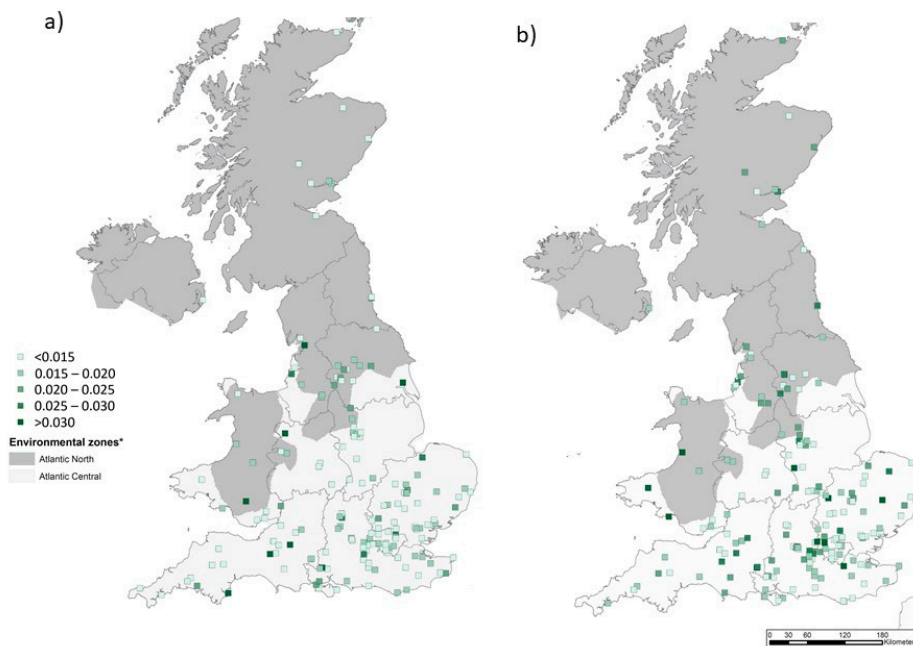 a)
b)
<0.015
0.015 – 0.020
0.020 – 0.025
0.025 – 0.030
>0.030
Environmental zones*
Atlantic North
Atlantic Central
0 30 60 120 180
Kilometer